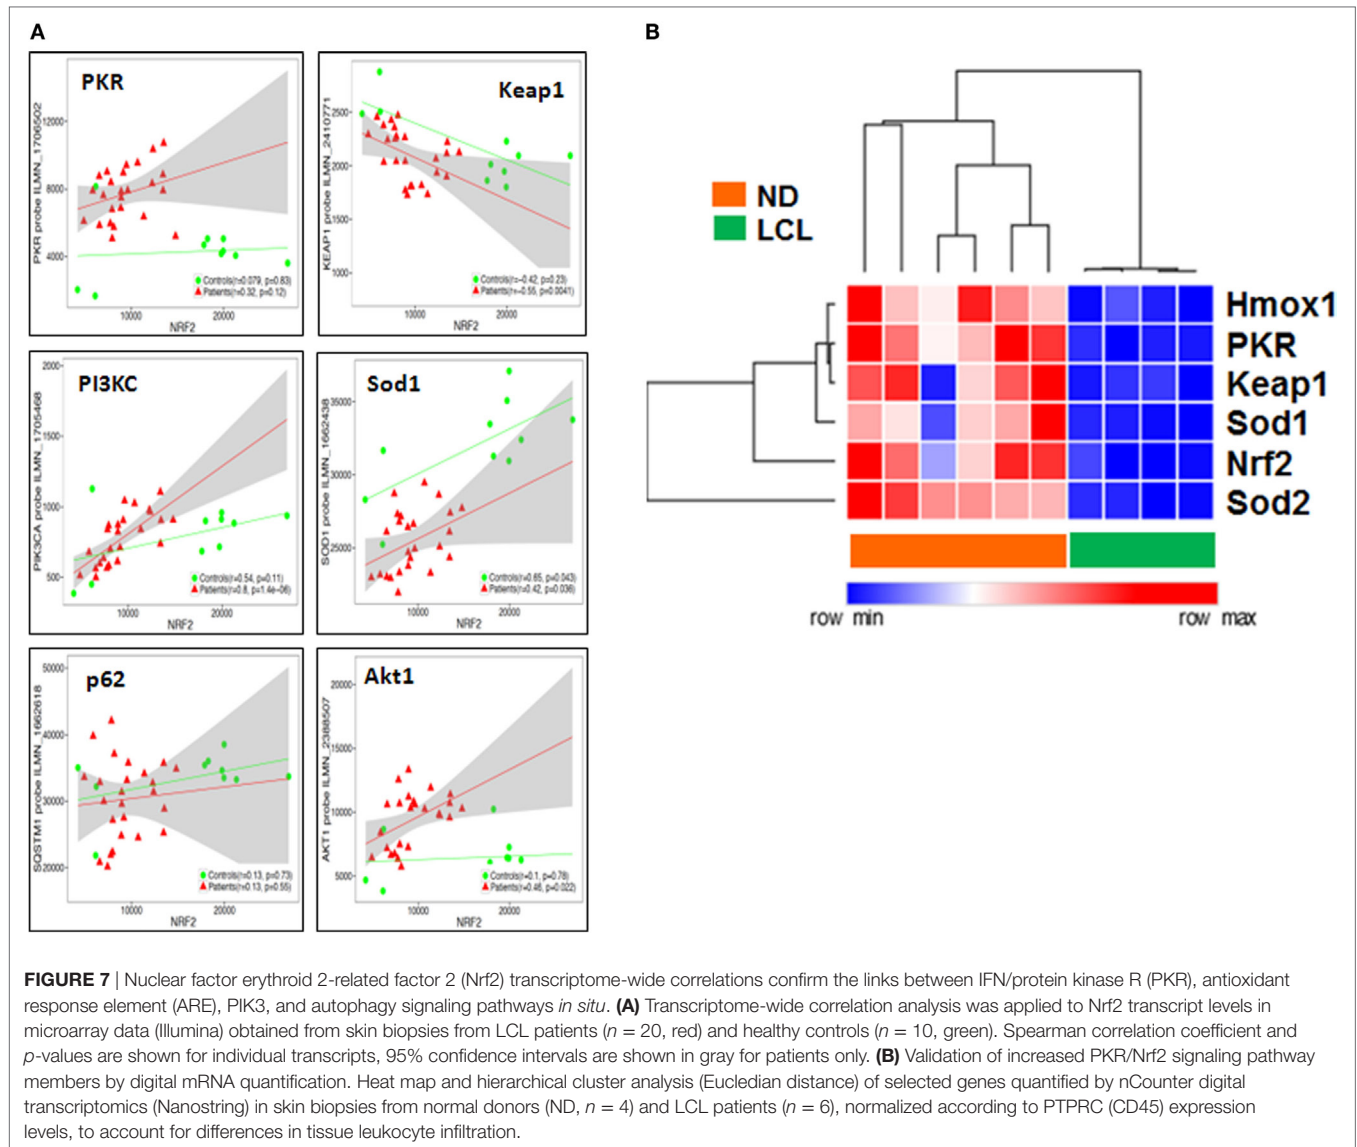 A
PKR
PKR probe ILMN_1706502
12000
8000
4000
Controls(r=0.079, p=0.83)
Patients(r=0.32, p=0.12)
10000 20000
NRF2
Keap1
KEAP1 probe ILMN_2410771
2500
2000
1500
1000
Controls(r=-0.42, p=0.23)
Patients(r=-0.55, p=0.0041)
10000 20000
NRF2
PI3KC
PIK3CA probe ILMN_1705468
2000
1500
1000
500
Controls(r=0.54, p=0.11)
Patients(r=0.8, p=1.4e-06)
10000 20000
NRF2
Sod1
SOD1 probe ILMN_1662438
35000
30000
25000
Controls(r=0.65, p=0.043)
Patients(r=0.42, p=0.036)
10000 20000
NRF2
p62
SQSTM1 probe ILMN_1662618
50000
40000
30000
20000
Controls(r=0.13, p=0.73)
Patients(r=0.13, p=0.55)
10000 20000
NRF2
Akt1
AKT1 probe ILMN_2388507
20000
15000
10000
5000
Controls(r=0.1, p=0.78)
Patients(r=0.46, p=0.022)
10000 20000
NRF2
B
ND
LCL
Hmox1
PKR
Keap1
Sod1
Nrf2
Sod2
row min row max
FIGURE 7 | Nuclear factor erythroid 2-related factor 2 (Nrf2) transcriptome-wide correlations confirm the links between IFN/protein kinase R (PKR), antioxidant
response element (ARE), PIK3, and autophagy signaling pathways in situ. (A) Transcriptome-wide correlation analysis was applied to Nrf2 transcript levels in
microarray data (Illumina) obtained from skin biopsies from LCL patients (n = 20, red) and healthy controls (n = 10, green). Spearman correlation coefficient and
p-values are shown for individual transcripts, 95% confidence intervals are shown in gray for patients only. (B) Validation of increased PKR/Nrf2 signaling pathway
members by digital mRNA quantification. Heat map and hierarchical cluster analysis (Eucledian distance) of selected genes quantified by nCounter digital
transcriptomics (Nanostring) in skin biopsies from normal donors (ND, n = 4) and LCL patients (n = 6), normalized according to PTPRC (CD45) expression
levels, to account for differences in tissue leukocyte infiltration.